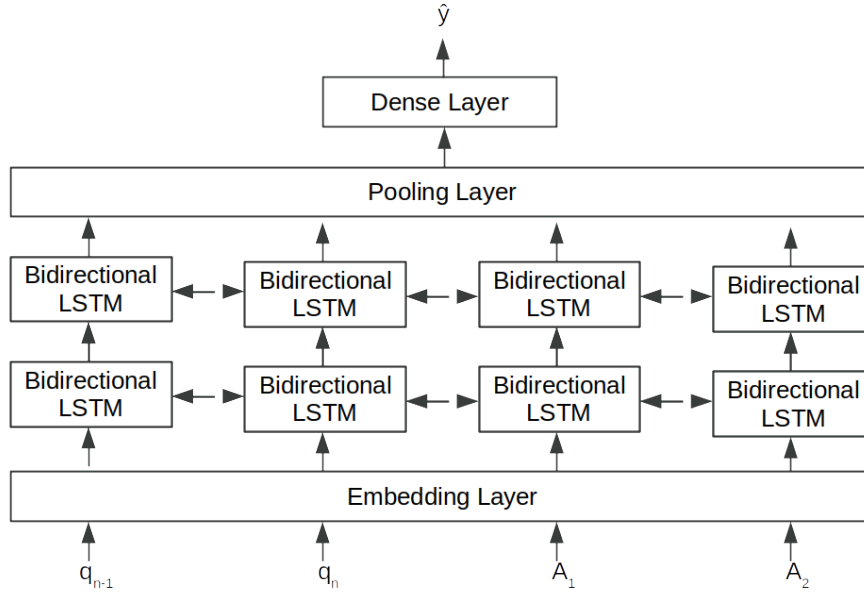 ŷ
Dense Layer
Pooling Layer
Bidirectional
LSTM
Bidirectional
LSTM
Bidirectional
LSTM
Bidirectional
LSTM
Bidirectional
LSTM
Bidirectional
LSTM
Bidirectional
LSTM
Bidirectional
LSTM
Embedding Layer
qₙ₋₁ qₙ A₁ A₂